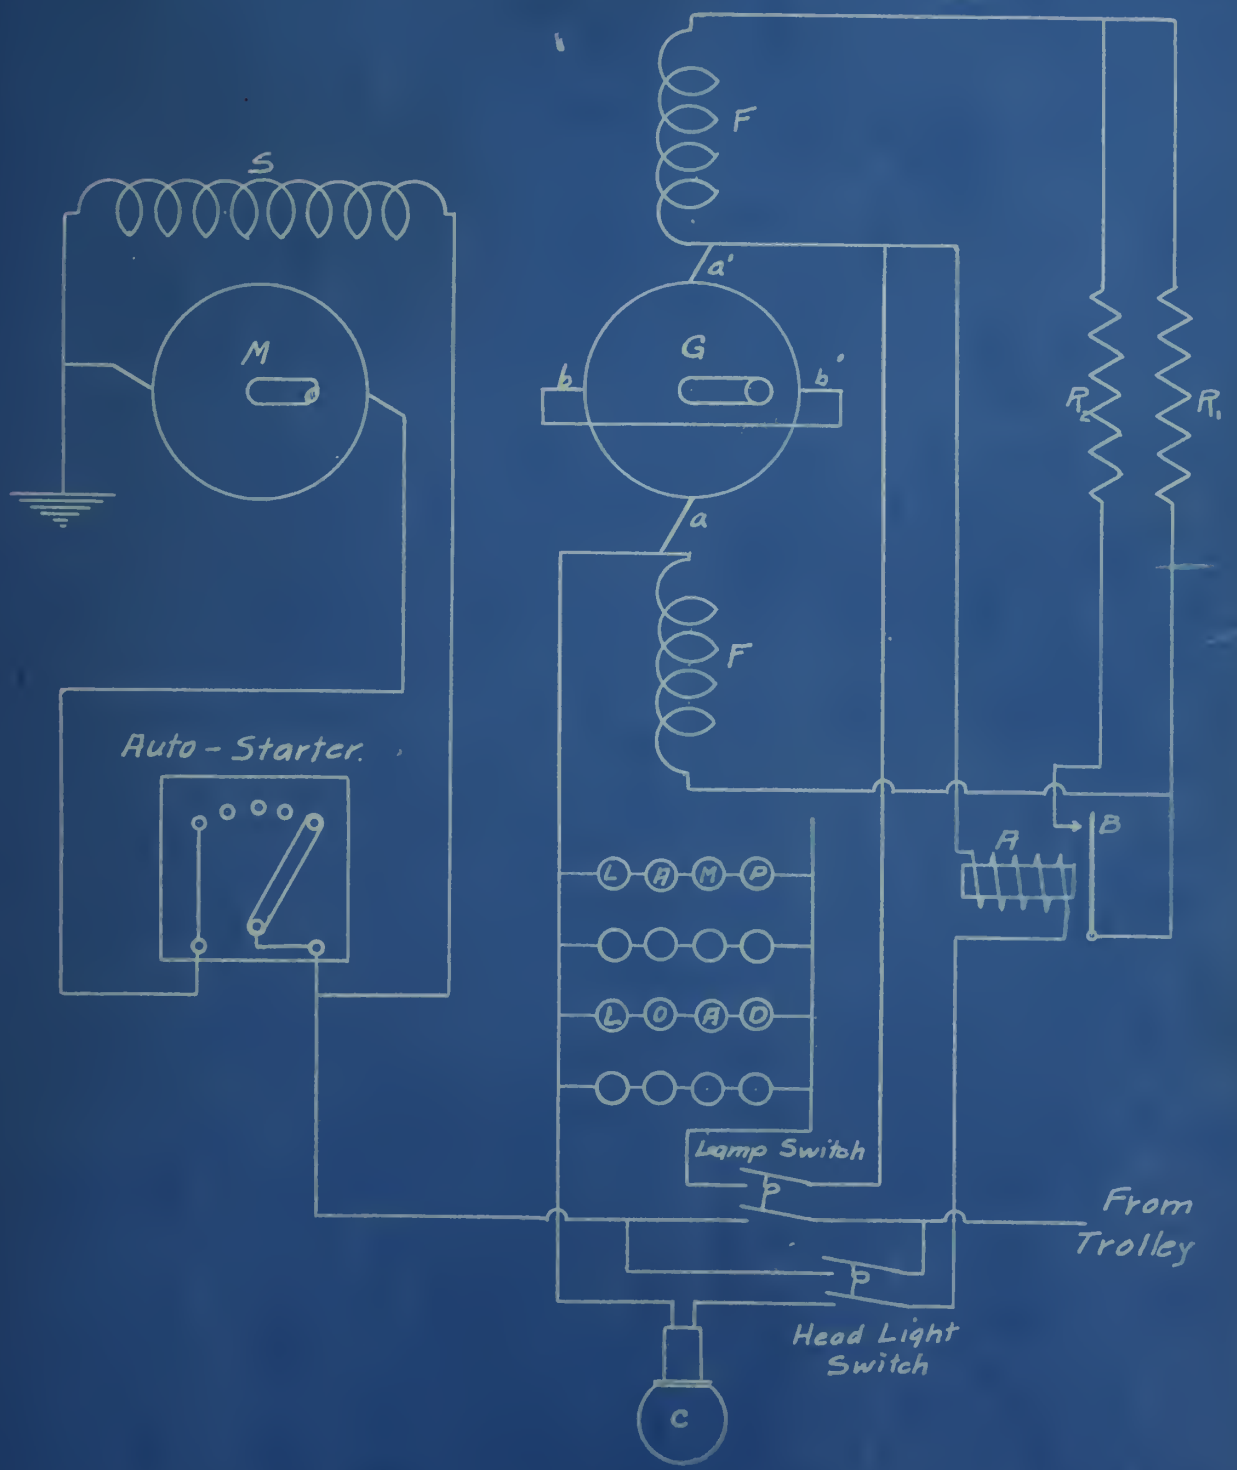 F
S
a'
M
G
b
b'
R2
R1
a
F
Auto-Starter.
B
A
L A M P
L O A D
Lamp Switch
From
Trolley
Head Light
Switch
C